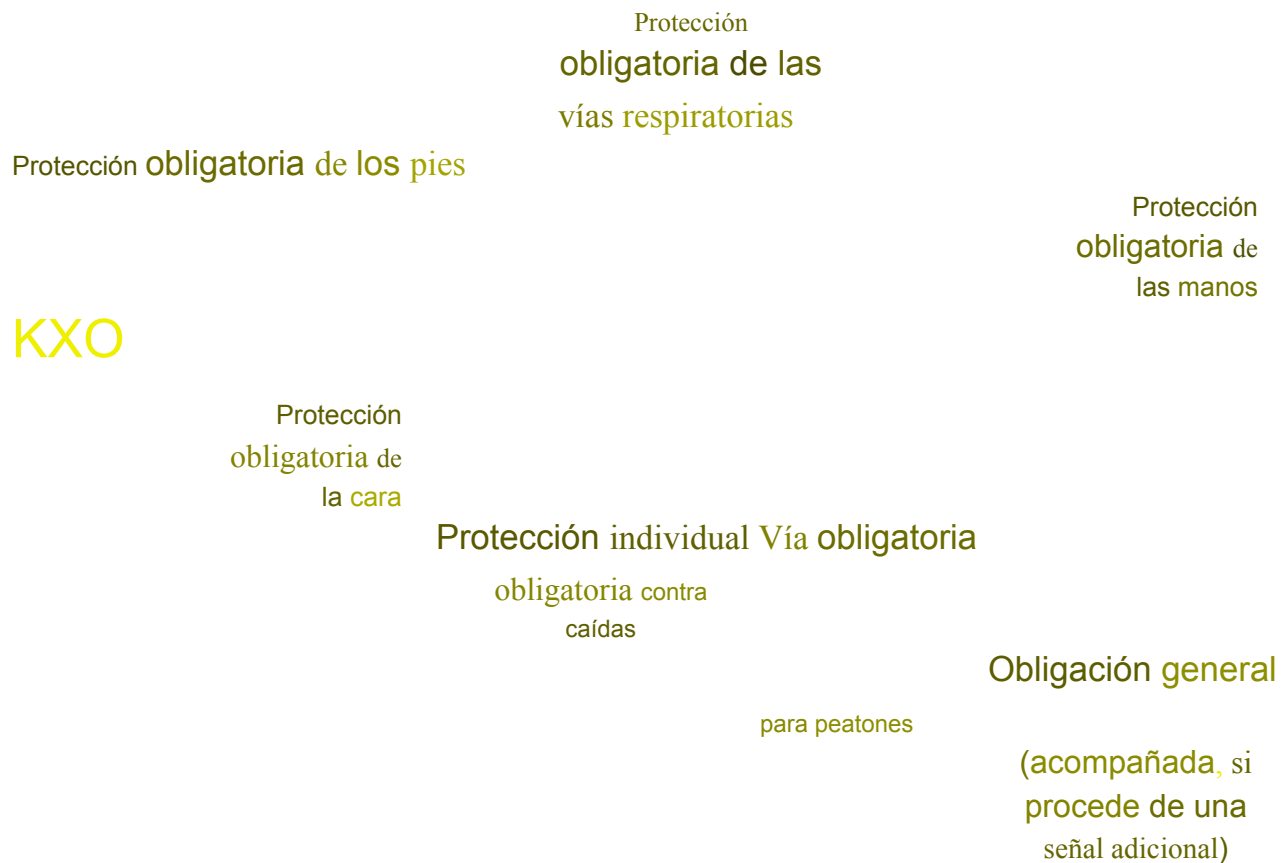 Protección
obligatoria de las
vías respiratorias
Protección obligatoria de los pies
Protección
obligatoria de
las manos
KXO
Protección
obligatoria de
la cara
Protección individual Vía obligatoria
obligatoria contra
caídas
Obligación general
para peatones
(acompañada, si
procede de una
señal adicional)